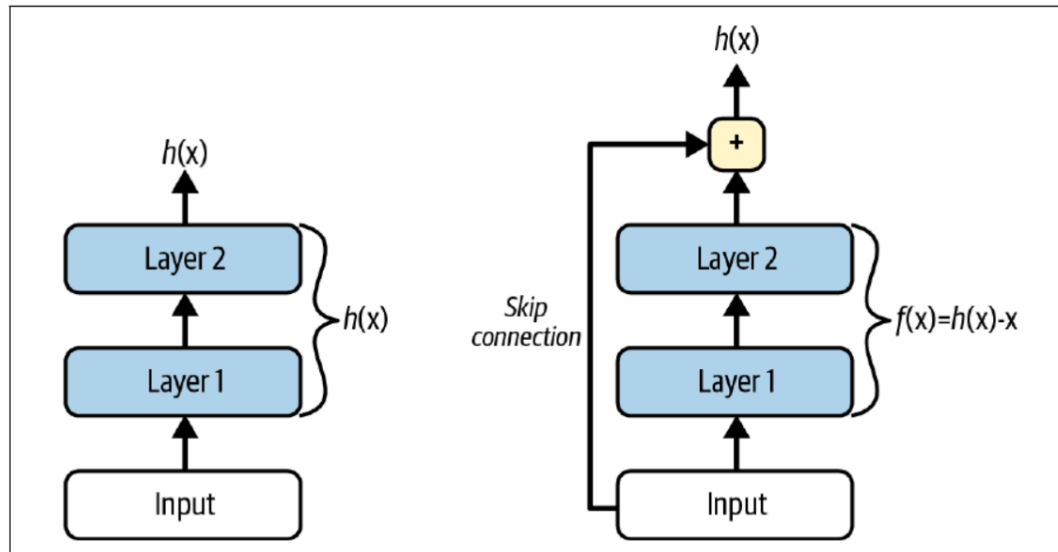 h(x)
Layer 2
Layer 1
h(x)
Input
h(x)
+
Layer 2
Skip
connection
f(x)=h(x)-x
Layer 1
Input